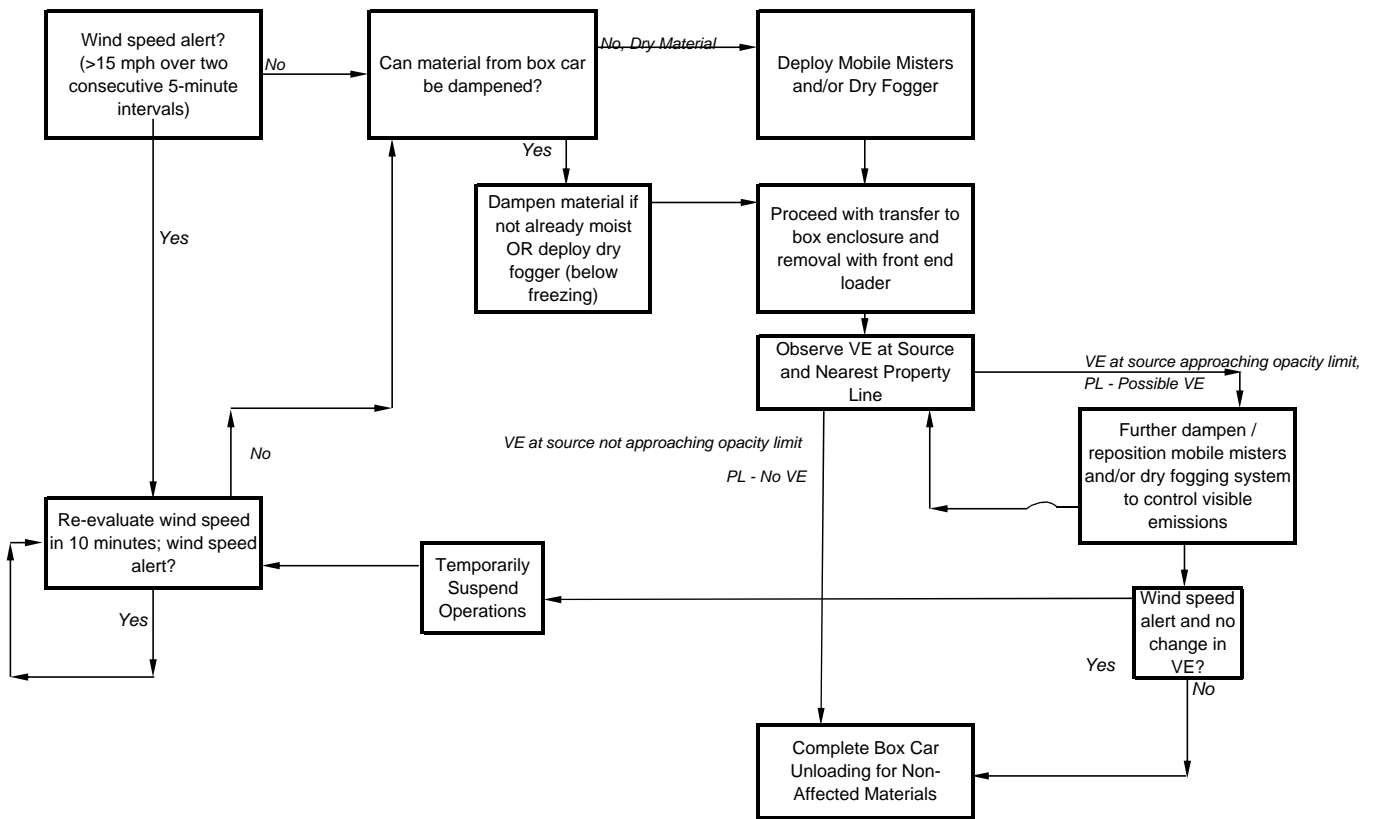 Wind speed alert?
(>15 mph over two
consecutive 5-minute
intervals)
No
Can material from box car
be dampened?
No, Dry Material
Deploy Mobile Misters
and/or Dry Fogger
Yes
Dampen material if
not already moist
OR deploy dry
fogger (below
freezing)
Proceed with transfer to
box enclosure and
removal with front end
loader
Yes
Observe VE at Source
and Nearest Property
Line
VE at source approaching opacity limit,
PL - Possible VE
Further dampen /
reposition mobile misters
and/or dry fogging system
to control visible
emissions
VE at source not approaching opacity limit
PL - No VE
No
Re-evaluate wind speed
in 10 minutes; wind speed
alert?
Yes
Temporarily
Suspend
Operations
Wind speed
alert and no
change in
VE?
Yes
No
Complete Box Car
Unloading for Non-
Affected Materials